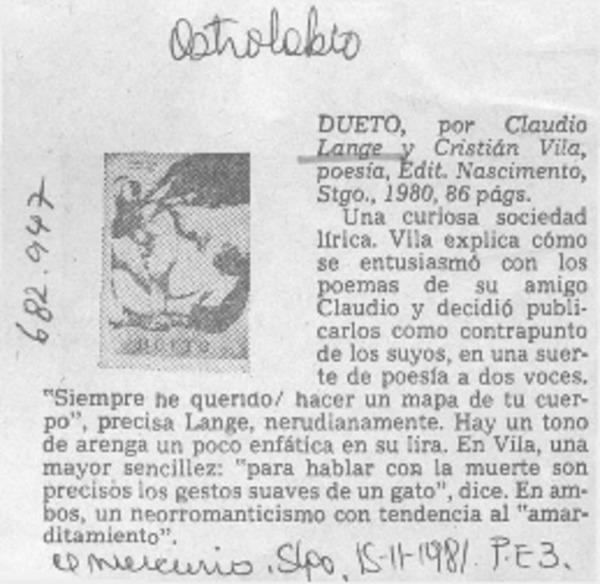 Astrolabio
DUETO, por Claudio
Lange y Cristián Vila,
poesía, Edit. Nascimento,
Stgo., 1980, 86 págs.
Una curiosa sociedad
lírica. Vila explica cómo
se entusiasmó con los
poemas de su amigo
Claudio y decidió publi-
carlos como contrapunto
de los suyos, en una suer-
te de poesía a dos voces.
"Siempre he querido/ hacer un mapa de tu cuer-
po", precisa Lange, nerudianamente. Hay un tono
de arenga un poco enfática en su lira. En Vila, una
mayor sencillez: "para hablar con la muerte son
precisos los gestos suaves de un gato", dice. En am-
bos, un neorromanticismo con tendencia al "amar-
ditamiento".
El Mercurio. Stgo, 15-11-1981. P. E 3.
682.947
DUETO